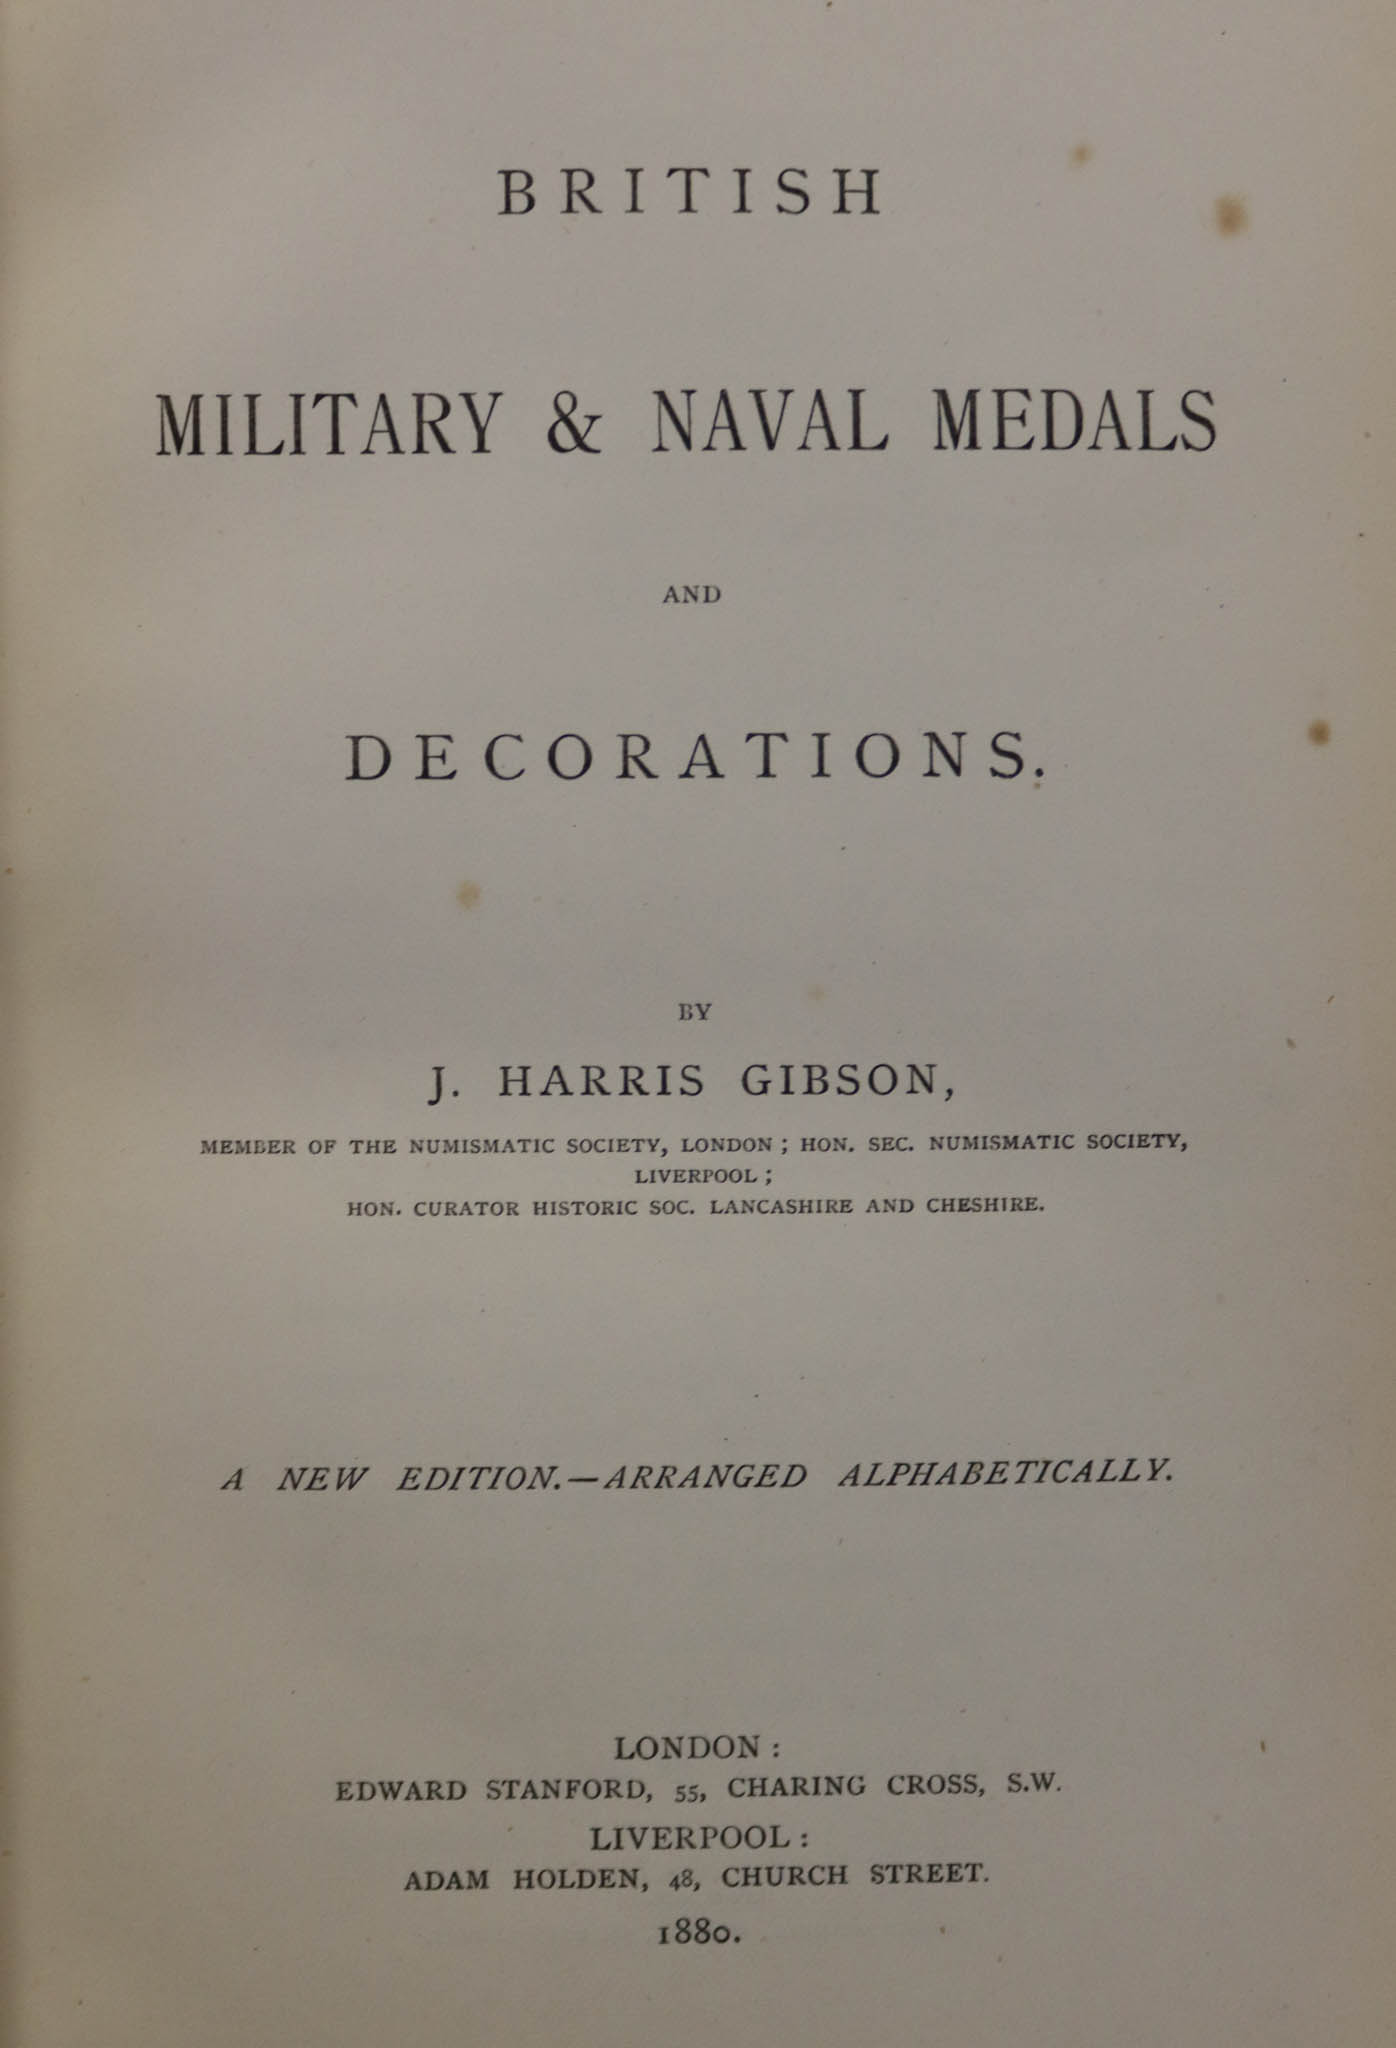 BRITISH
MILITARY & NAVAL MEDALS
AND
DECORATIONS.
BY
J. HARRIS GIBSON,
MEMBER OF THE NUMISMATIC SOCIETY, LONDON ; HON. SEC. NUMISMATIC SOCIETY,
LIVERPOOL ;
HON. CURATOR HISTORIC SOC. LANCASHIRE AND CHESHIRE.
A NEW EDITION.—ARRANGED ALPHABETICALLY.
LONDON :
EDWARD STANFORD, 55, CHARING CROSS, S.W.
LIVERPOOL :
ADAM HOLDEN, 48, CHURCH STREET.
1880.